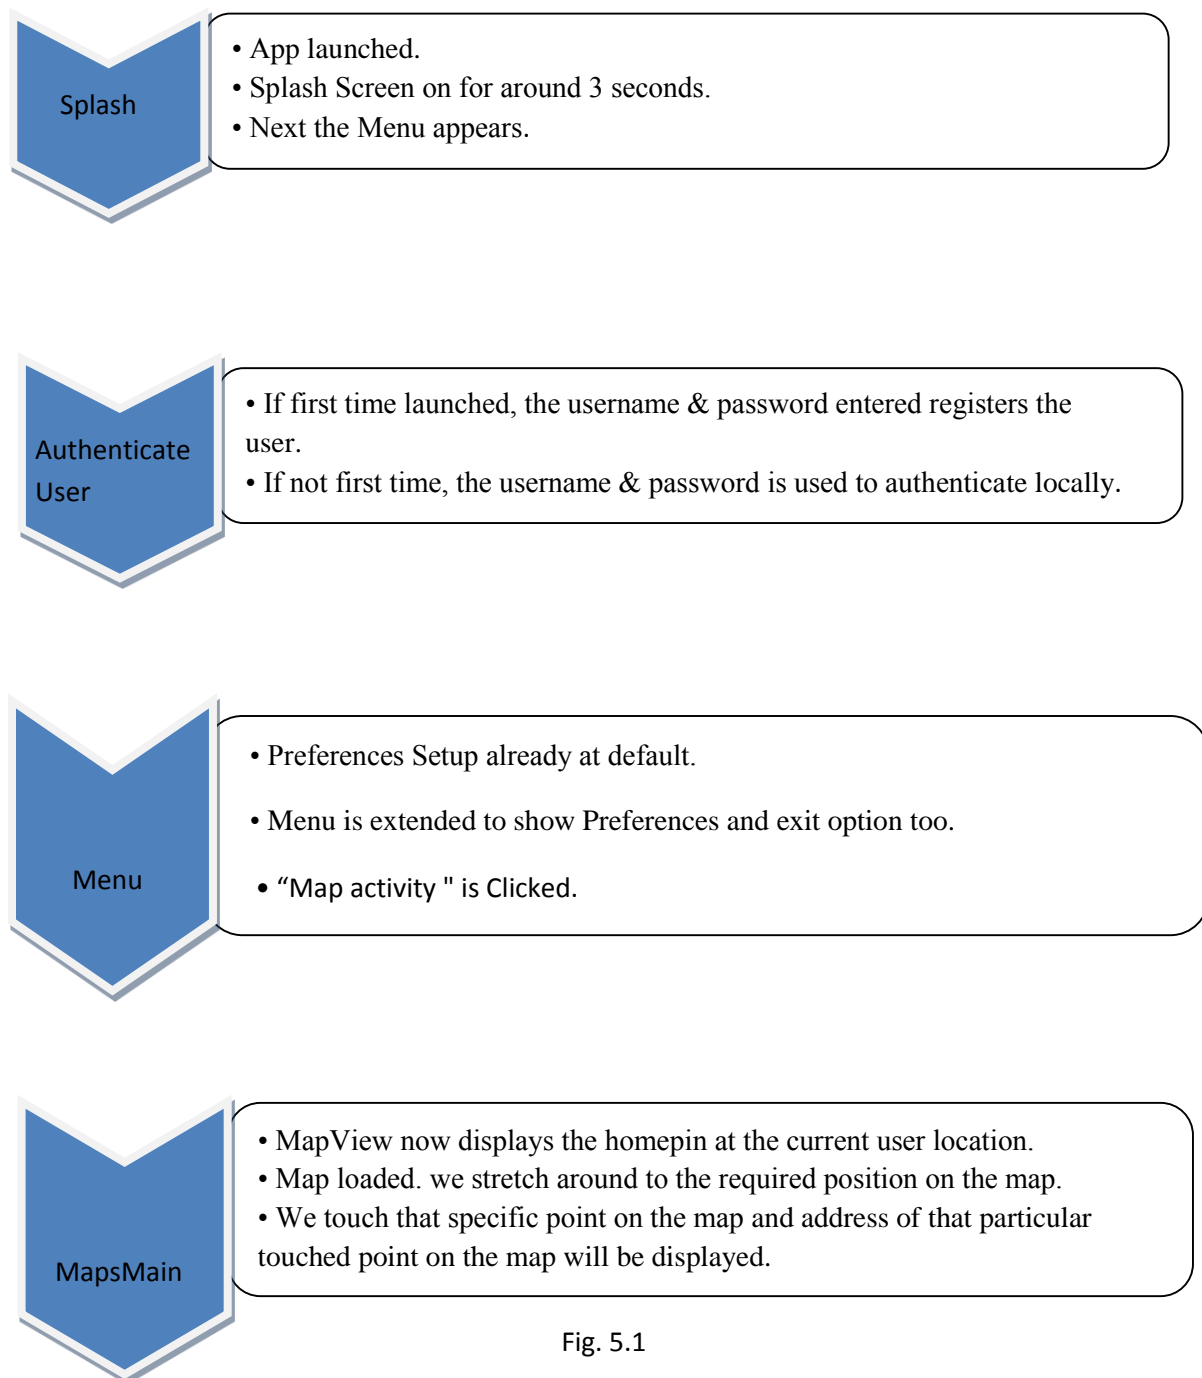 Splash
• App launched.
• Splash Screen on for around 3 seconds.
• Next the Menu appears.
Authenticate
User
• If first time launched, the username & password entered registers the
user.
• If not first time, the username & password is used to authenticate locally.
Menu
• Preferences Setup already at default.
• Menu is extended to show Preferences and exit option too.
• “Map activity " is Clicked.
MapsMain
• MapView now displays the homepin at the current user location.
• Map loaded. we stretch around to the required position on the map.
• We touch that specific point on the map and address of that particular
touched point on the map will be displayed.
Fig. 5.1